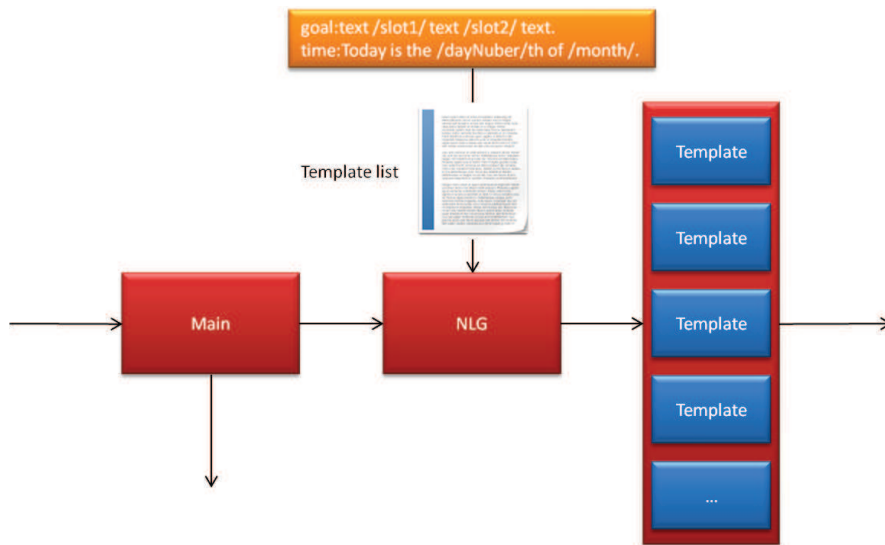 goal:text /slot1/ text /slot2/ text.
time:Today is the /dayNuber/th of /month/.
Template list
Main
NLG
Template
Template
Template
Template
...